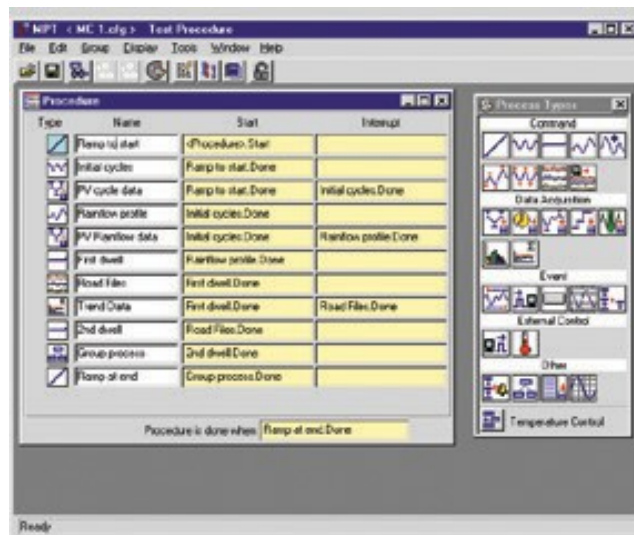 MPT < MC 1.cfg > Test Procedure
File Edit Group Display Tools Window Help
Procedure
Type Name Start Interrupt
Ramp to start <Procedure>.Start
Initial cycles Ramp to start.Done
PV cycle data Ramp to start.Done Initial cycles.Done
Rainflow profile Initial cycles.Done
PV Rainflow data Initial cycles.Done Rainflow profile.Done
First dwell Rainflow profile.Done
Road Files First dwell.Done
Trend Data First dwell.Done Road Files.Done
2nd dwell Road Files.Done
Group process 2nd dwell.Done
Ramp at end Group process.Done
Procedure is done when Ramp at end.Done
Process Types
Command
Data Acquisition
Event
External Control
Other
Temperature Control
Ready